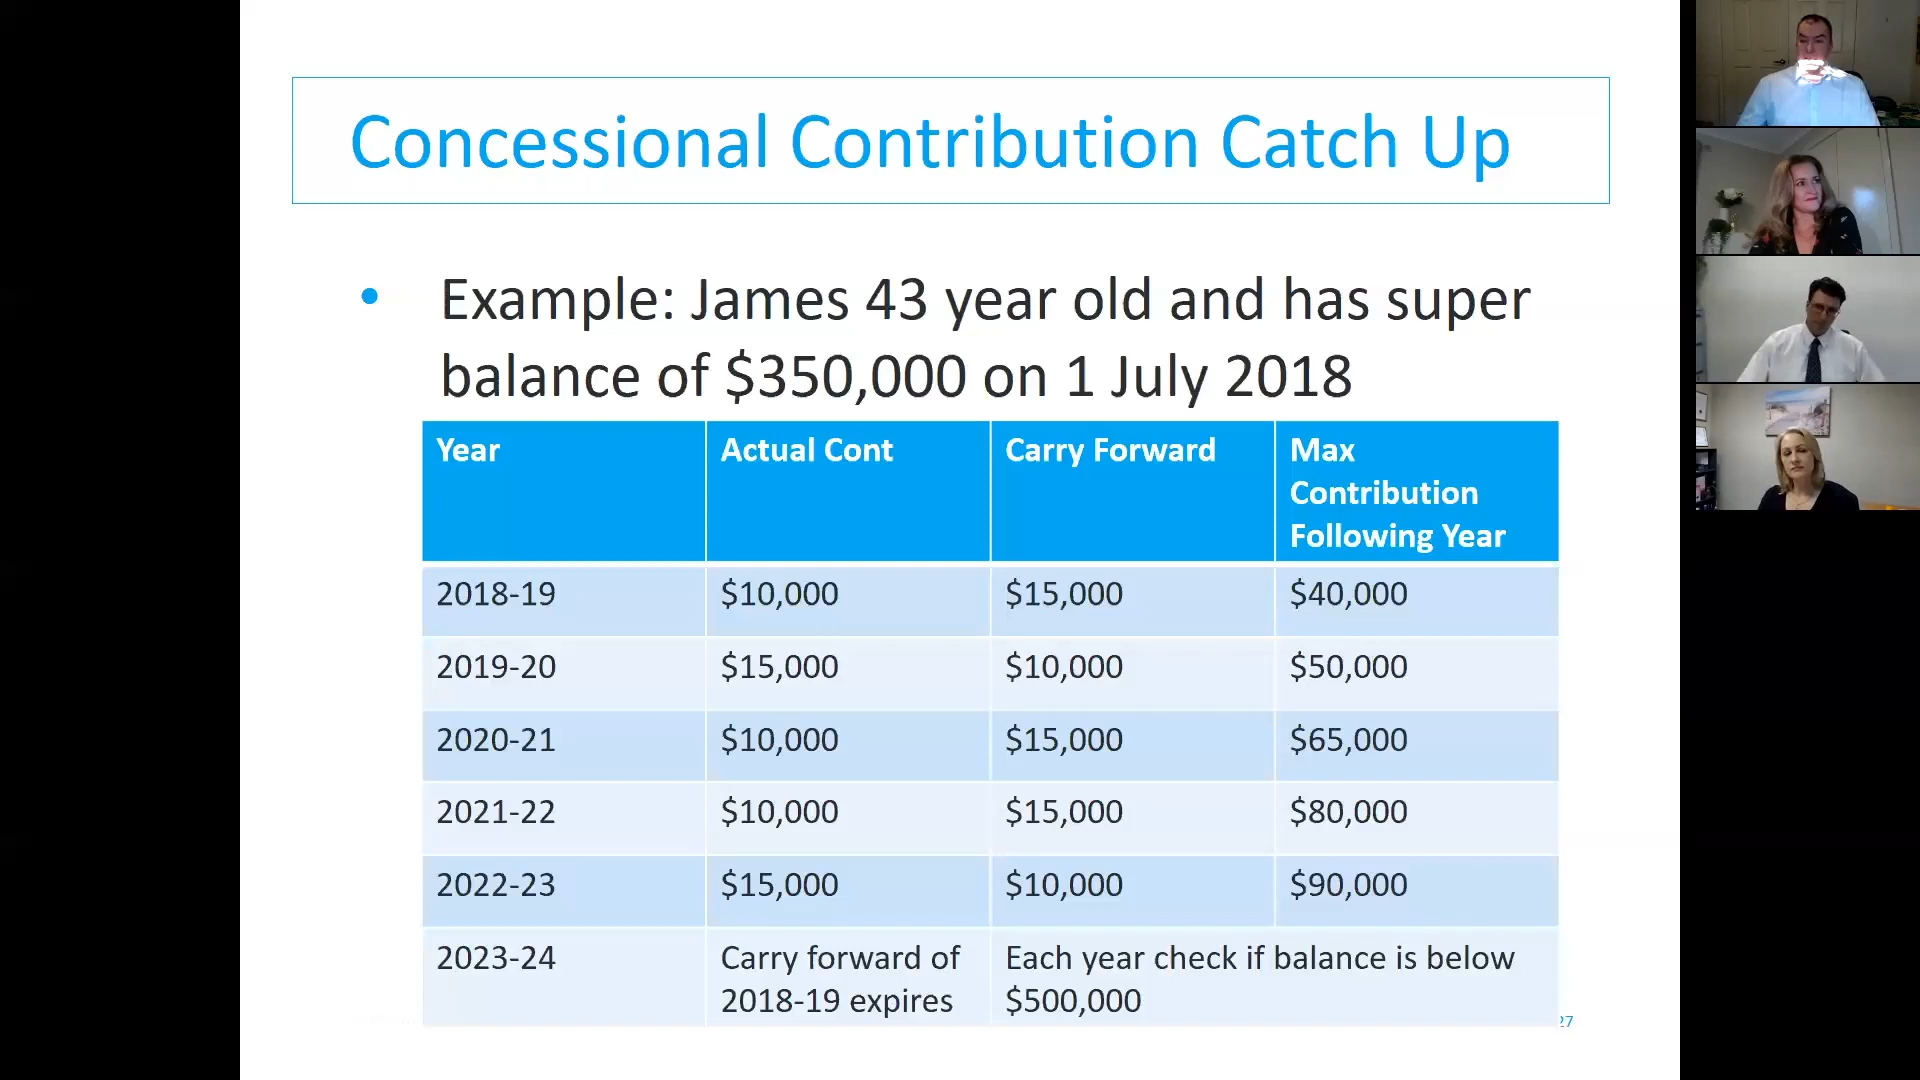 Concessional Contribution Catch Up
• Example: James 43 year old and has super
balance of $350,000 on 1 July 2018
Year Actual Cont Carry Forward Max
Contribution
Following Year
2018-19 $10,000 $15,000 $40,000
2019-20 $15,000 $10,000 $50,000
2020-21 $10,000 $15,000 $65,000
2021-22 $10,000 $15,000 $80,000
2022-23 $15,000 $10,000 $90,000
2023-24 Carry forward of Each year check if balance is below
2018-19 expires $500,000
27